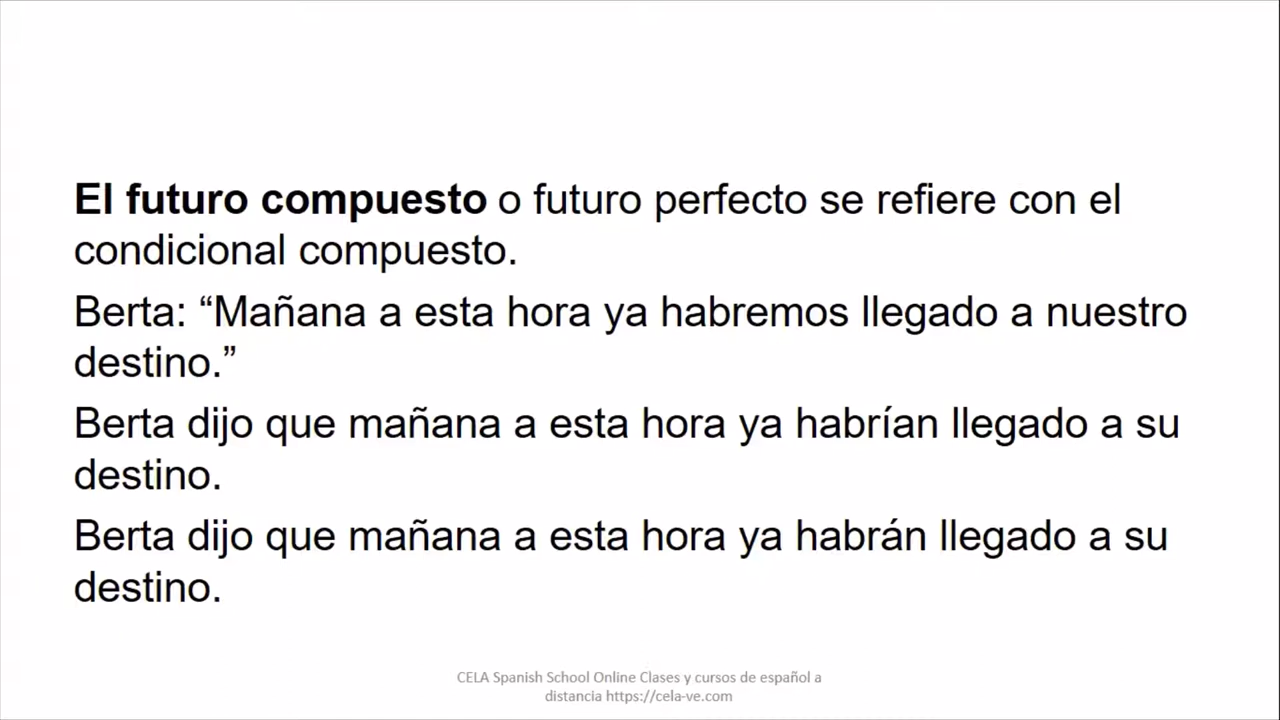 El futuro compuesto o futuro perfecto se refiere con el
condicional compuesto.
Berta: “Mañana a esta hora ya habremos llegado a nuestro
destino.”
Berta dijo que mañana a esta hora ya habrían llegado a su
destino.
Berta dijo que mañana a esta hora ya habrán llegado a su
destino.
CELA Spanish School Online Clases y cursos de español a
distancia https://cela-ve.com